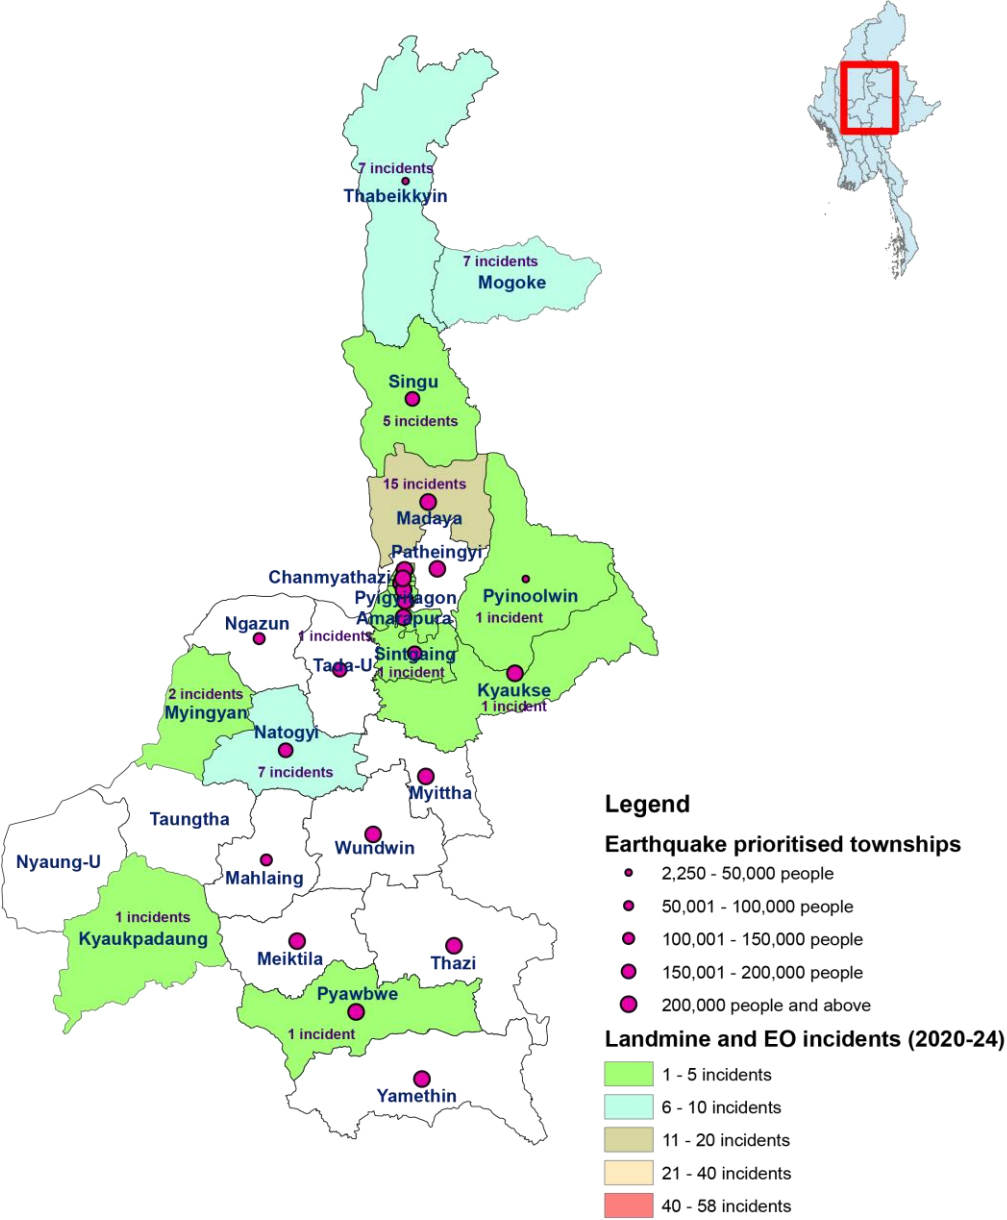 7 incidents
Thabeikkyin
7 incidents
Mogoke
Singu
5 incidents
15 incidents
Madaya
Patheingyi
Chanmyathazi
Pyigyitagon
Pyinoolwin
Amarapura
1 incident
Ngazun
1 incidents
Sintgaing
Tada-U
1 incident
2 incidents
Myingyan
Kyaukse
1 incident
Natogyi
7 incidents
Myittha
Taungtha
Wundwin
Nyaung-U
Mahlaing
1 incidents
Kyaukpadaung
Meiktila
Thazi
Pyawbwe
1 incident
Yamethin
Legend
Earthquake prioritised townships
2,250 - 50,000 people
50,001 - 100,000 people
100,001 - 150,000 people
150,001 - 200,000 people
200,000 people and above
Landmine and EO incidents (2020-24)
1 - 5 incidents
6 - 10 incidents
11 - 20 incidents
21 - 40 incidents
40 - 58 incidents